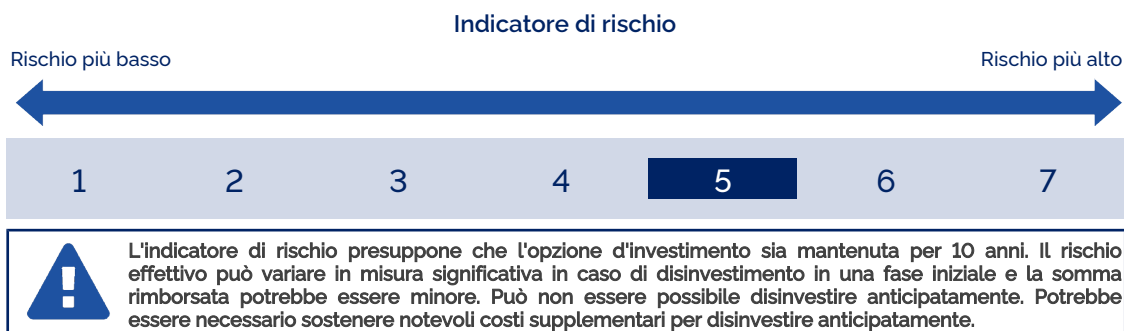 Indicatore di rischio
Rischio più basso
Rischio più alto
1 2 3 4 5 6 7
L'indicatore di rischio presuppone che l'opzione d'investimento sia mantenuta per 10 anni. Il rischio
effettivo può variare in misura significativa in caso di disinvestimento in una fase iniziale e la somma
rimborsata potrebbe essere minore. Può non essere possibile disinvestire anticipatamente. Potrebbe
essere necessario sostenere notevoli costi supplementari per disinvestire anticipatamente.